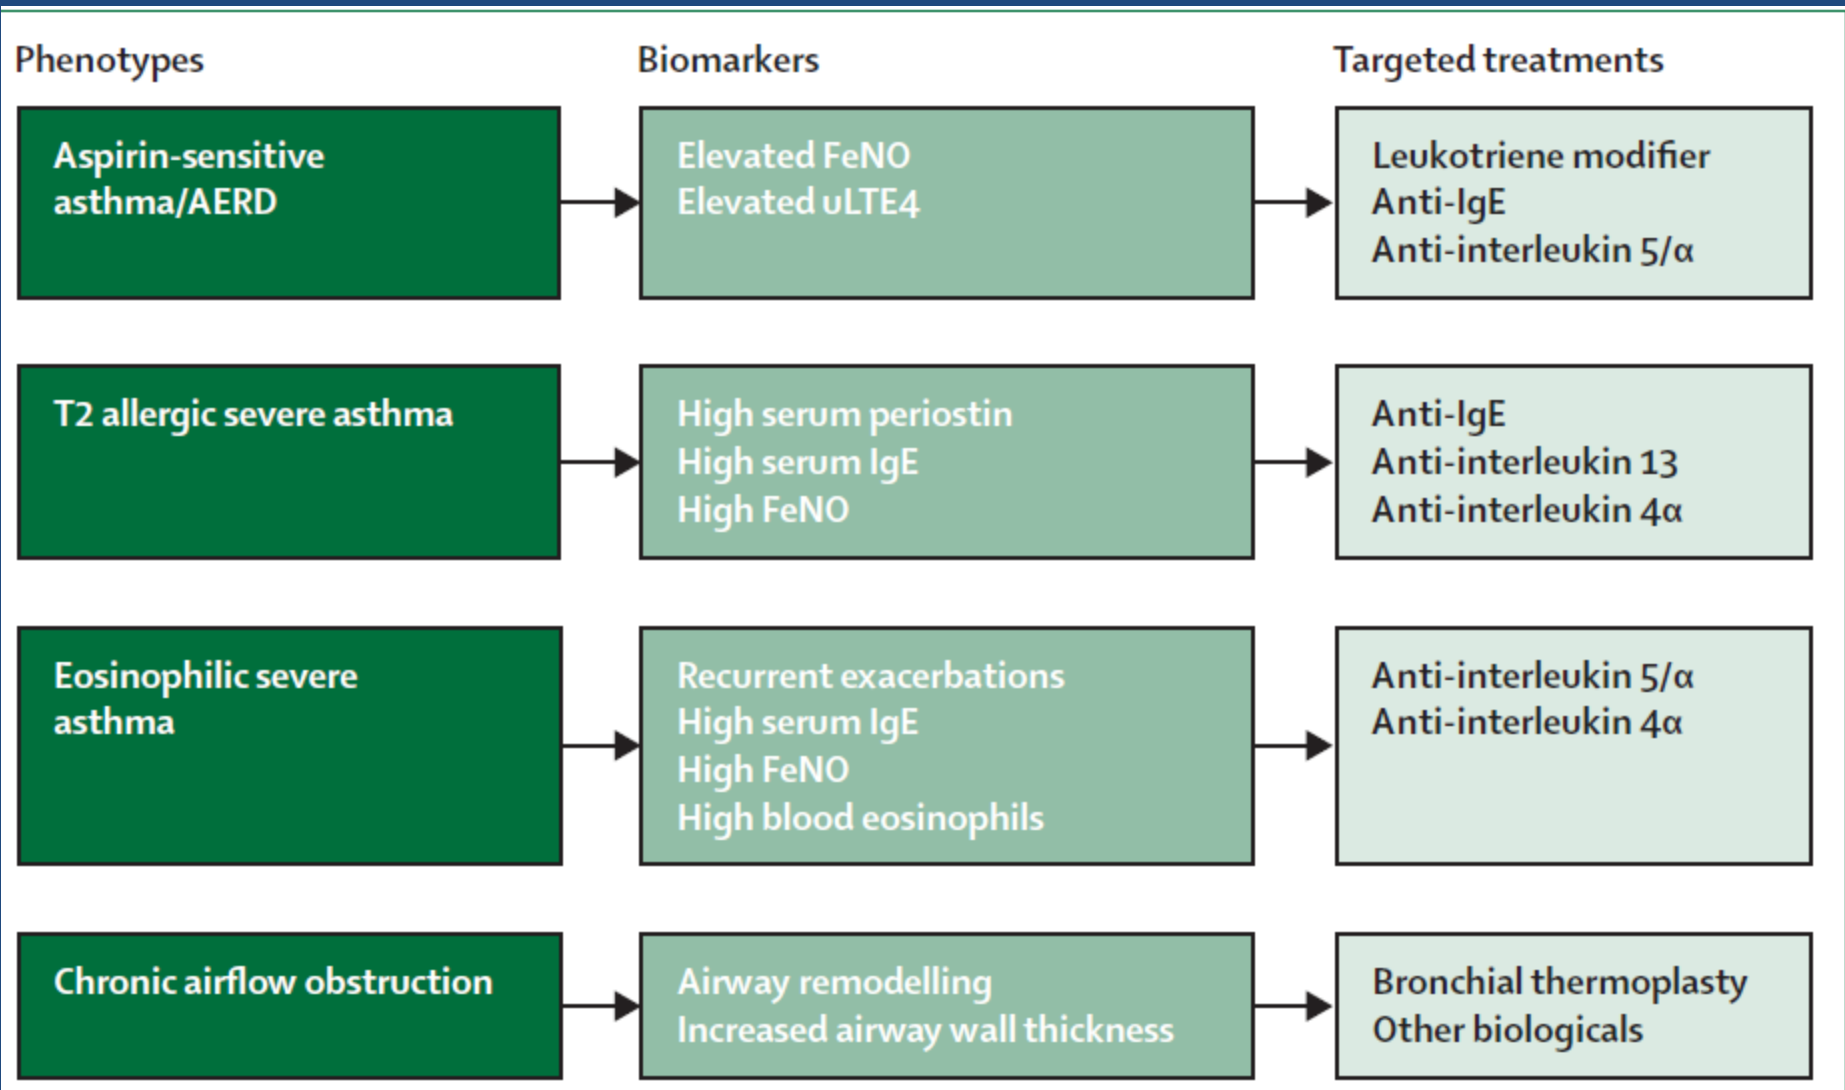 Phenotypes
Biomarkers
Targeted treatments
Aspirin-sensitive
asthma/AERD
Elevated FeNO
Elevated uLTE4
Leukotriene modifier
Anti-IgE
Anti-interleukin 5/α
T2 allergic severe asthma
High serum periostin
High serum IgE
High FeNO
Anti-IgE
Anti-interleukin 13
Anti-interleukin 4α
Eosinophilic severe
asthma
Recurrent exacerbations
High serum IgE
High FeNO
High blood eosinophils
Anti-interleukin 5/α
Anti-interleukin 4α
Chronic airflow obstruction
Airway remodelling
Increased airway wall thickness
Bronchial thermoplasty
Other biologicals